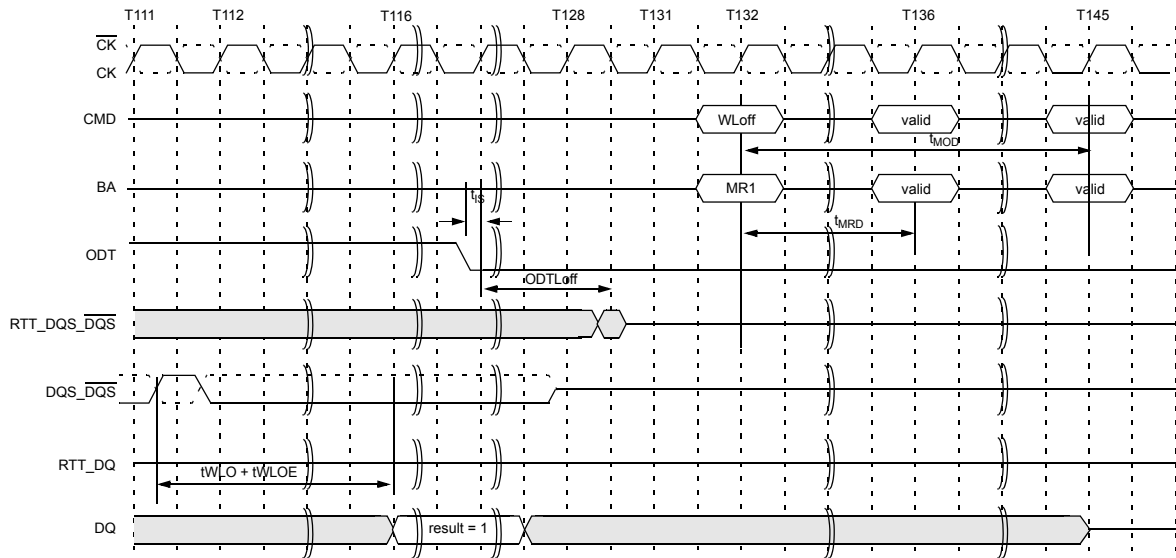 T111 T112 T116 T128 T131 T132 T136 T145
CK
CK
CMD WLoff valid valid
tMOD
BA MR1 valid valid
tIS
tMRD
ODT
ODTLoff
RTT_DQS_DQS
DQS_DQS
RTT_DQ
tWLO + tWLOE
DQ result = 1